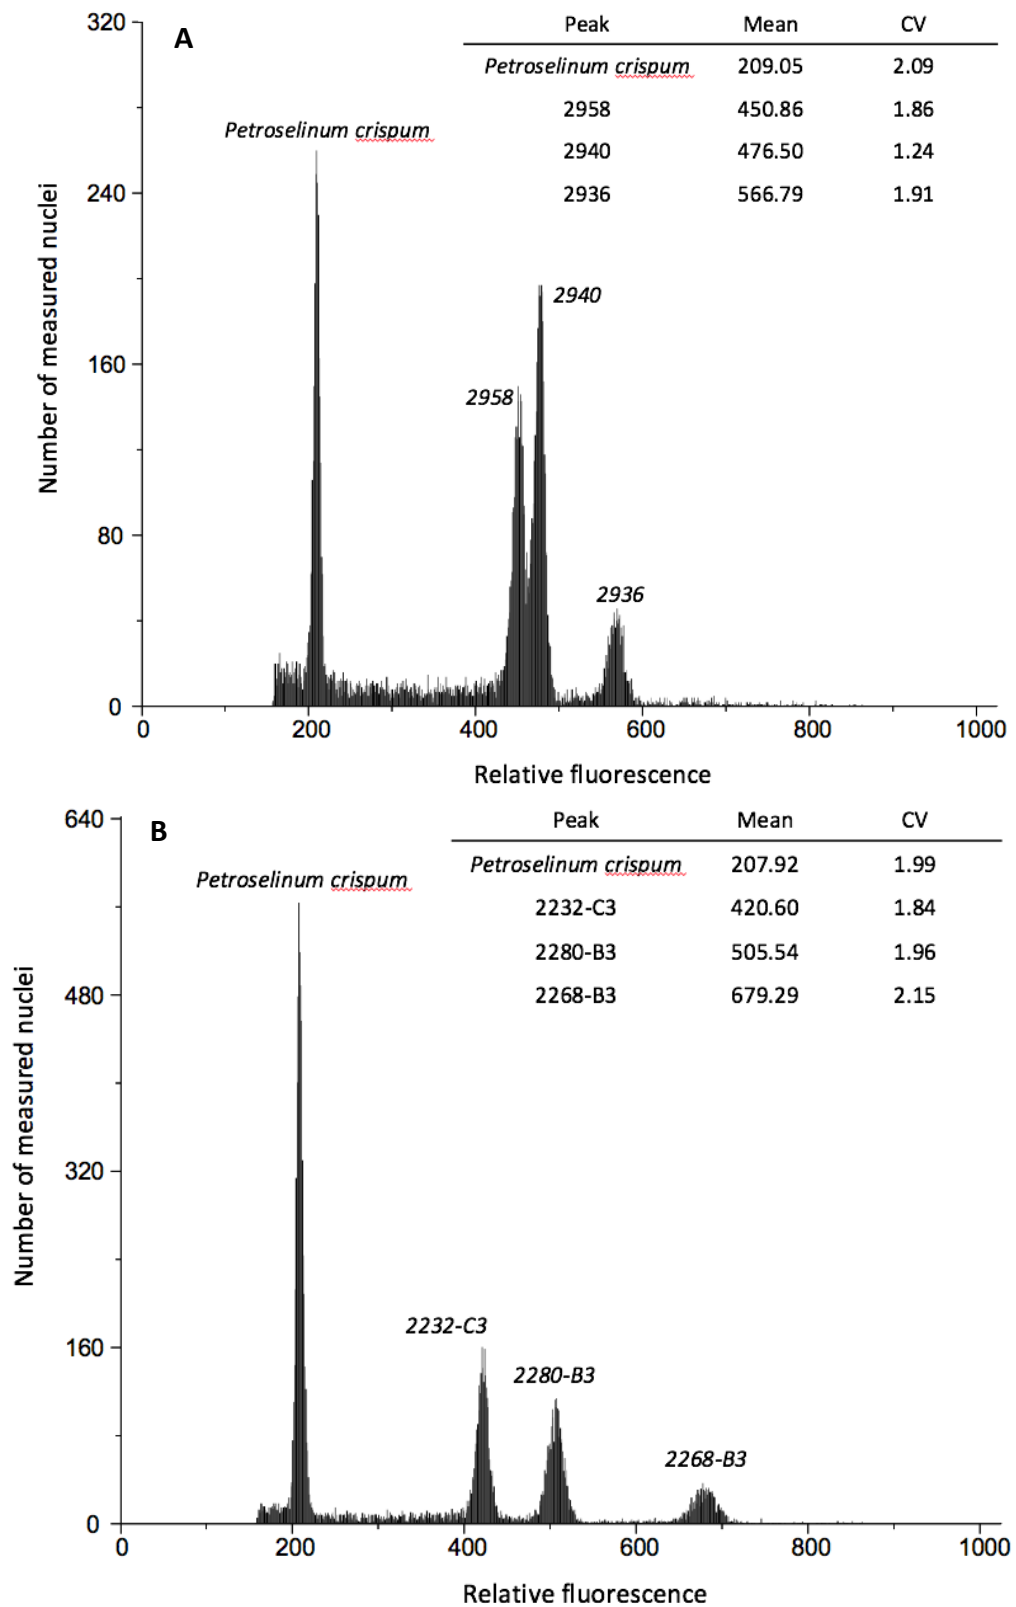 A
Peak Mean CV
Petroselinum crispum 209.05 2.09
2958 450.86 1.86
2940 476.50 1.24
2936 566.79 1.91
Petroselinum crispum
2940
2958
2936
320
240
160
80
0
Number of measured nuclei
0 200 400 600 800 1000
Relative fluorescence
B
Peak Mean CV
Petroselinum crispum 207.92 1.99
2232-C3 420.60 1.84
2280-B3 505.54 1.96
2268-B3 679.29 2.15
Petroselinum crispum
2232-C3
2280-B3
2268-B3
640
480
320
160
0
Number of measured nuclei
0 200 400 600 800 1000
Relative fluorescence